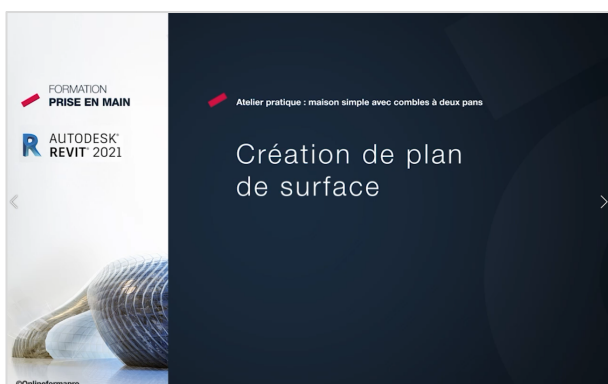 FORMATION
PRISE EN MAIN
AUTODESK®
REVIT® 2021
Atelier pratique : maison simple avec combles à deux pans
Création de plan
de surface
©Onlineformapro